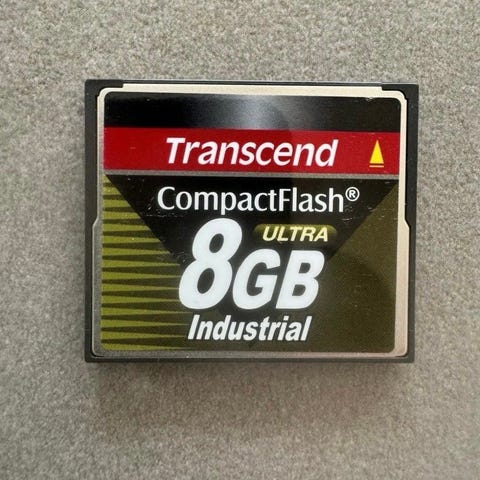 Transcend
CompactFlash®
ULTRA
8GB
Industrial